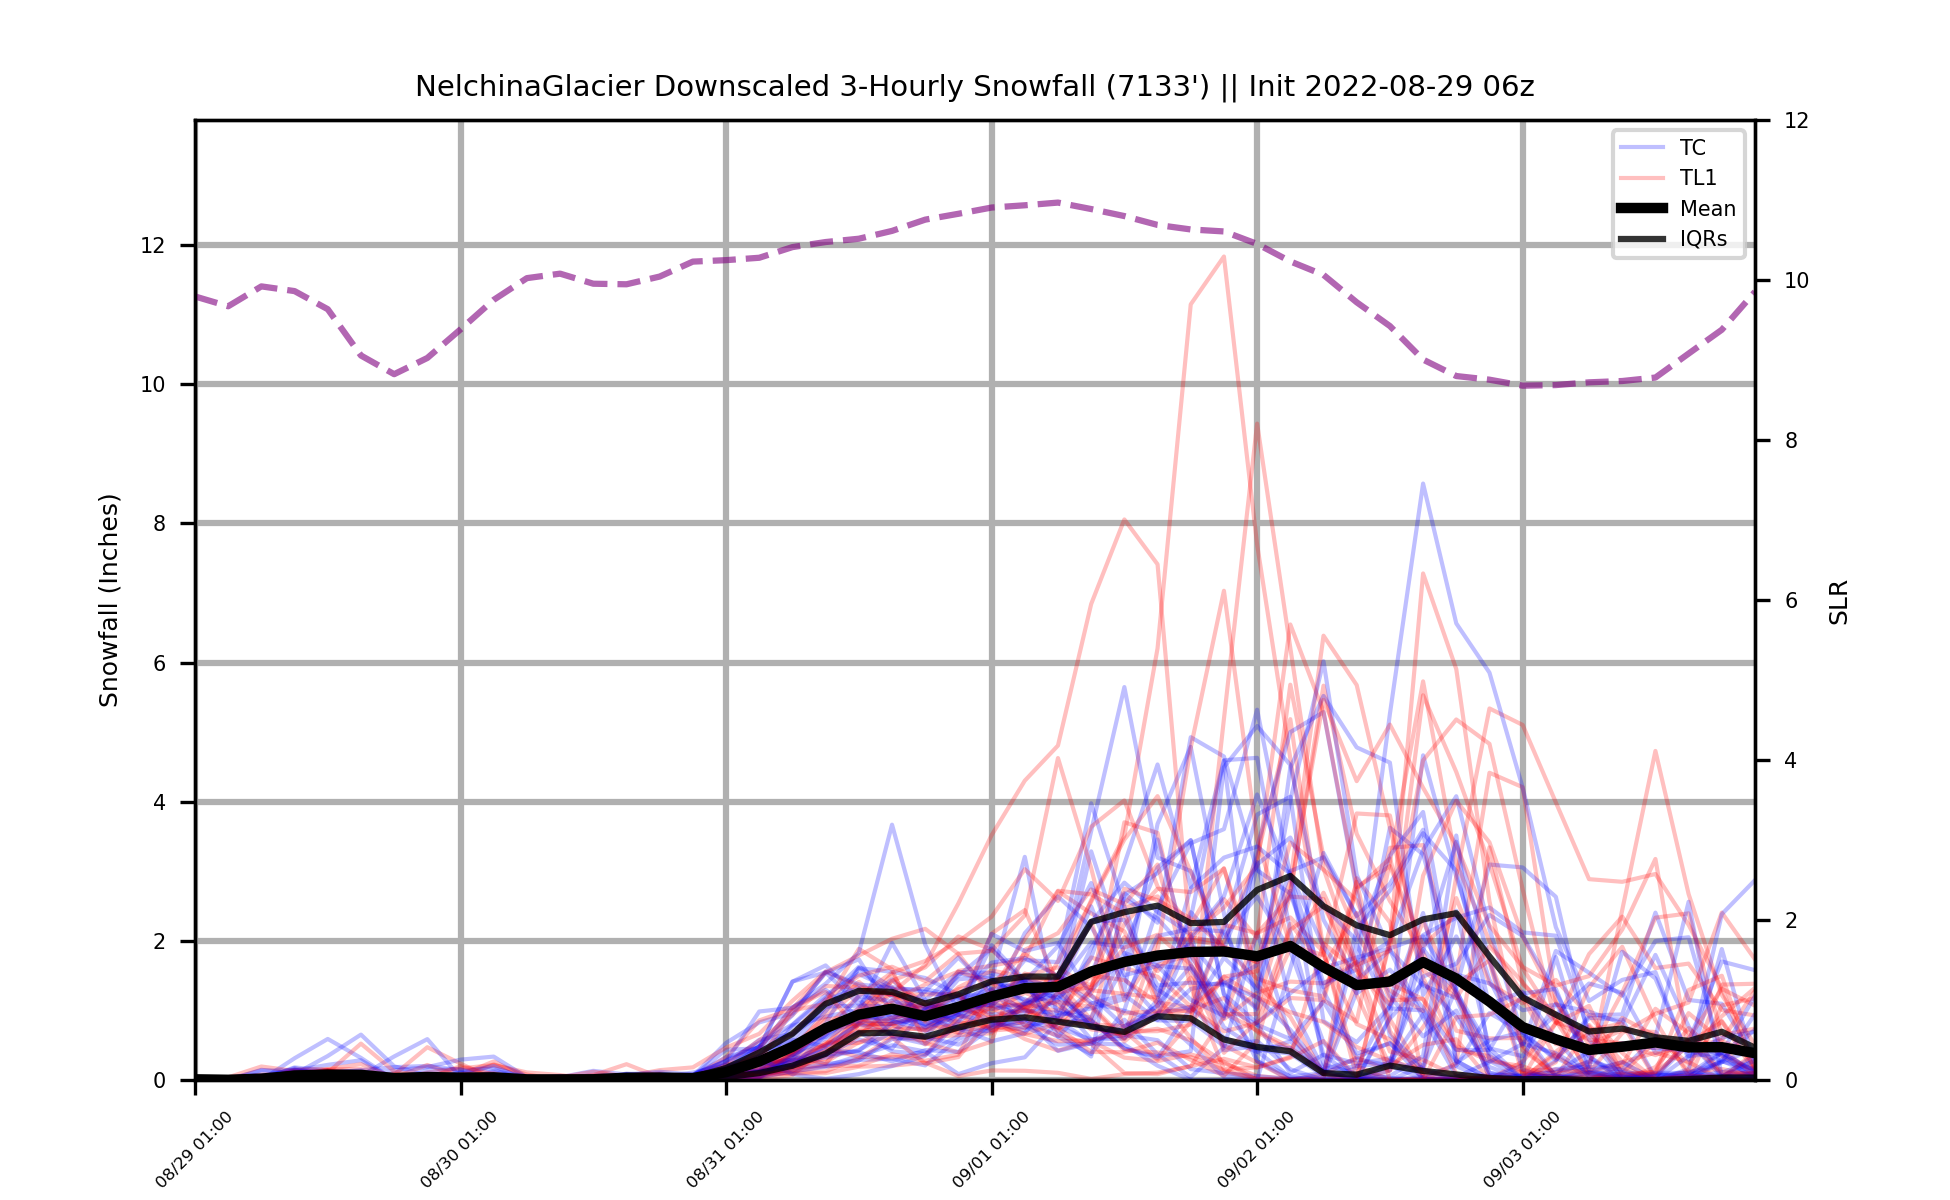 NelchinaGlacier Downscaled 3-Hourly Snowfall (7133') || Init 2022-08-29 06z
TC
TL1
Mean
IQRs
Snowfall (Inches)
12
10
8
6
4
2
0
SLR
12
10
8
6
4
2
0
08/29 01:00
08/30 01:00
08/31 01:00
09/01 01:00
09/02 01:00
09/03 01:00